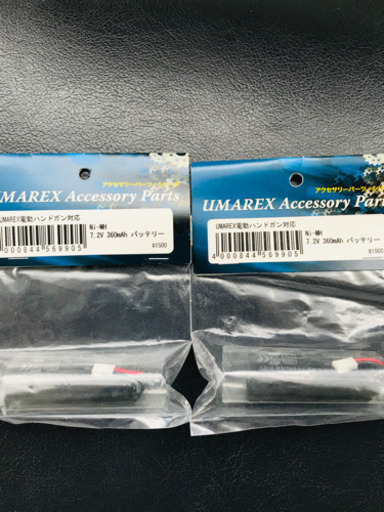 アクセサリーパーツシリーズ
UMAREX Accessory Parts
UMAREX電動ハンドガン対応
Ni-MH
7.2V 360mAh バッテリー
000844 569905
¥1500
アクセサリーパーツシリーズ
UMAREX Accessory Part
UMAREX電動ハンドガン対応
Ni-MH
7.2V 360mAh バッテリー
4 000844 569905
¥1500